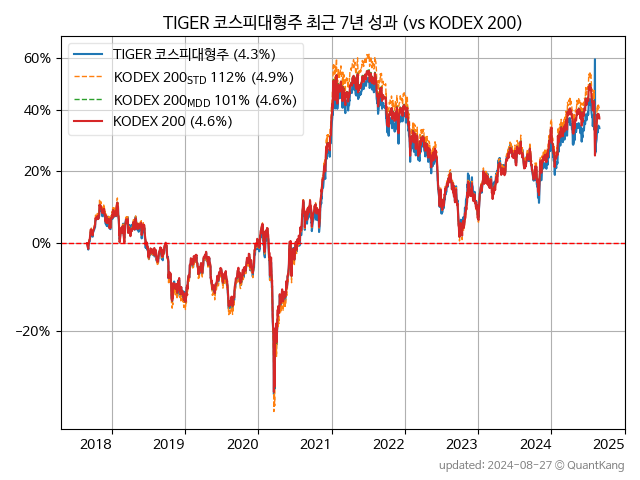 TIGER 코스피대형주 최근 7년 성과 (vs KODEX 200)
TIGER 코스피대형주 (4.3%)
KODEX 200STD 112% (4.9%)
KODEX 200MDD 101% (4.6%)
KODEX 200 (4.6%)
60%
40%
20%
0%
−20%
2018 2019 2020 2021 2022 2023 2024 2025
updated: 2024-08-27 © QuantKang